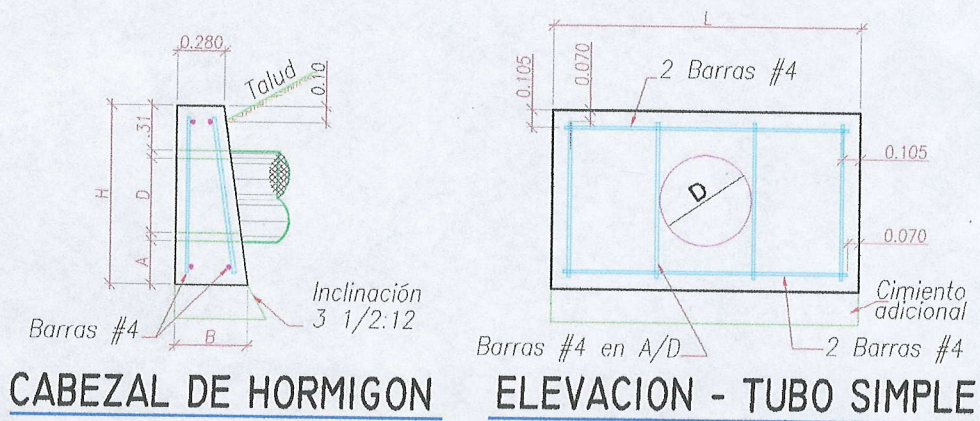 0.280
Talud
0.10
.31
H
D
A
B
Barras #4
Inclinación
3 1/2:12
CABEZAL DE HORMIGON
L
0.105
0.070
2 Barras #4
D
0.105
0.070
Cimiento
adicional
Barras #4 en A/D
2 Barras #4
ELEVACION - TUBO SIMPLE